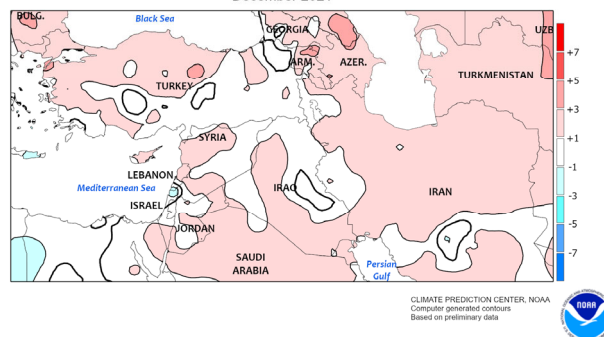 BULG.
Black Sea
GEORGIA
UZB
ARM.
AZER.
TURKMENISTAN
TURKEY
SYRIA
LEBANON
Mediterranean Sea
IRAQ
IRAN
ISRAEL
JORDAN
SAUDI
ARABIA
Persian
Gulf
+7
+5
+3
+1
-1
-3
-5
-7
CLIMATE PREDICTION CENTER, NOAA
Computer generated contours
Based on preliminary data
NOAA